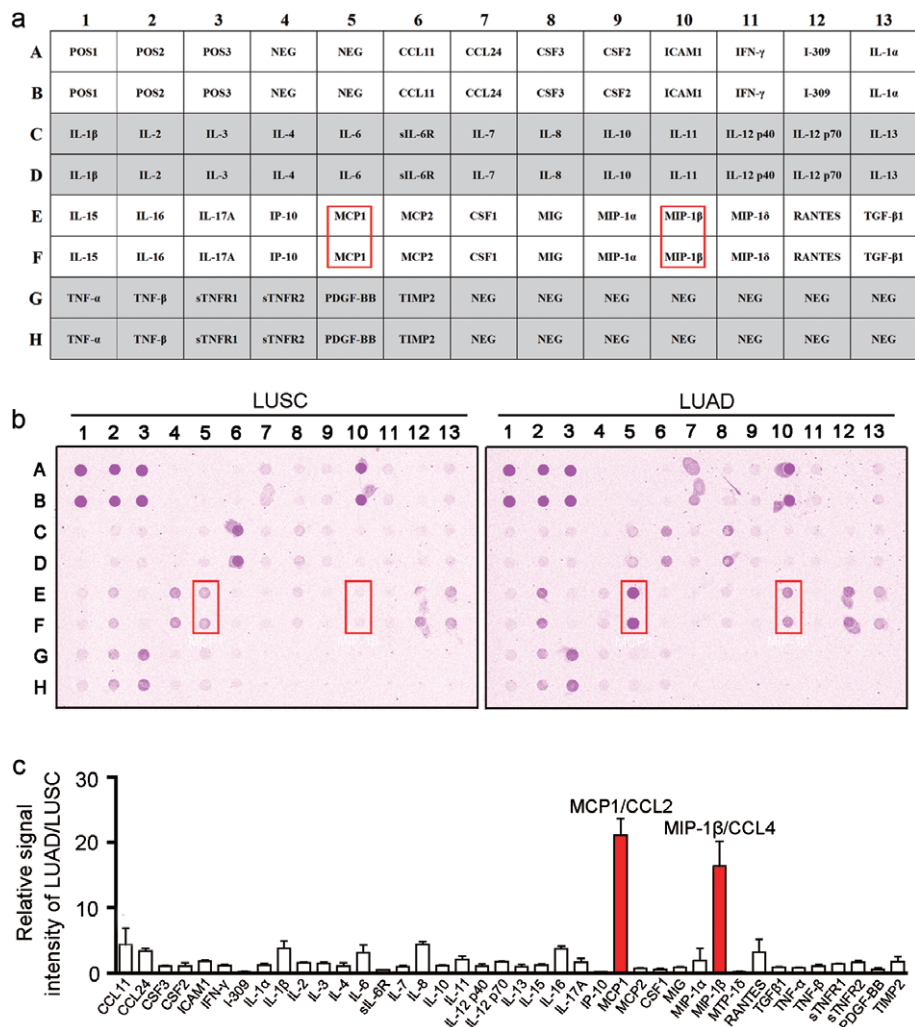 a
1 2 3 4 5 6 7 8 9 10 11 12 13
A POS1 POS2 POS3 NEG NEG CCL11 CCL24 CSF3 CSF2 ICAM1 IFN-γ I-309 IL-1α
B POS1 POS2 POS3 NEG NEG CCL11 CCL24 CSF3 CSF2 ICAM1 IFN-γ I-309 IL-1α
C IL-1β IL-2 IL-3 IL-4 IL-6 sIL-6R IL-7 IL-8 IL-10 IL-11 IL-12 p40 IL-12 p70 IL-13
D IL-1β IL-2 IL-3 IL-4 IL-6 sIL-6R IL-7 IL-8 IL-10 IL-11 IL-12 p40 IL-12 p70 IL-13
E IL-15 IL-16 IL-17A IP-10 MCP1 MCP2 CSF1 MIG MIP-1α MIP-1β MIP-1δ RANTES TGF-β1
F IL-15 IL-16 IL-17A IP-10 MCP1 MCP2 CSF1 MIG MIP-1α MIP-1β MIP-1δ RANTES TGF-β1
G TNF-α TNF-β sTNFR1 sTNFR2 PDGF-BB TIMP2 NEG NEG NEG NEG NEG NEG NEG
H TNF-α TNF-β sTNFR1 sTNFR2 PDGF-BB TIMP2 NEG NEG NEG NEG NEG NEG NEG
b
LUSC LUAD
1 2 3 4 5 6 7 8 9 10 11 12 13 1 2 3 4 5 6 7 8 9 10 11 12 13
A
B
C
D
E
F
G
H
c
Relative signal
intensity of LUAD/LUSC
30
20
10
0
MCP1/CCL2
MIP-1β/CCL4
CCL11 CCL24 CSF3 CSF2 ICAM1 IFN-γ I-309 IL-1α IL-1β IL-2 IL-3 IL-4 IL-6 sIL-6R IL-7 IL-8 IL-10 IL-11 IL-12 p40 IL-12 p70 IL-13 IL-15 IL-16 IL-17A IP-10 MCP1 MCP2 CSF1 MIG MIP-1α MIP-1β MTP-1δ RANTES TGFβ1 TNF-α TNF-β sTNFR1 sTNFR2 PDGF-BB TIMP2